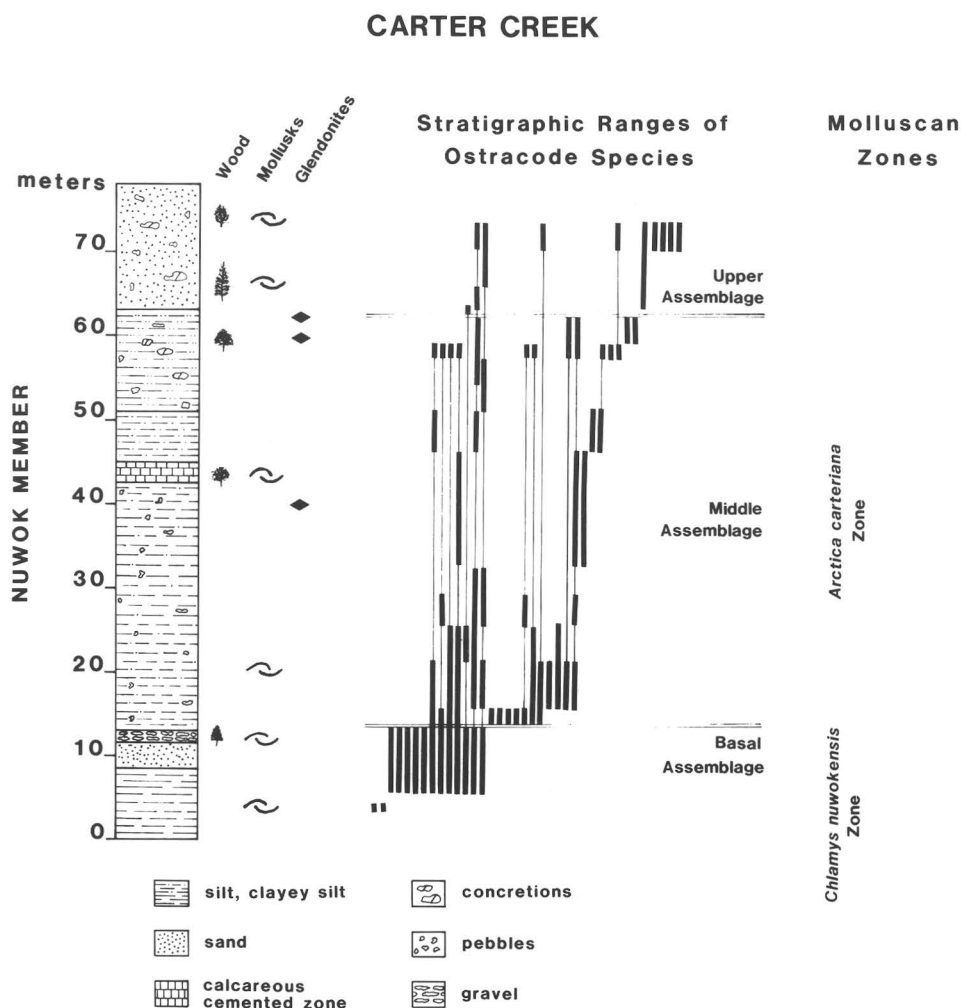 CARTER CREEK
Wood
Mollusks
Glendonites
Stratigraphic Ranges of
Ostracode Species
Molluscan
Zones
meters
70
60
50
40
30
20
10
0
NUWOK MEMBER
Upper
Assemblage
Middle
Assemblage
Basal
Assemblage
Arctica carteriana
Zone
Chlamys nuwokensis
Zone
silt, clayey silt
sand
calcareous
cemented zone
concretions
pebbles
gravel